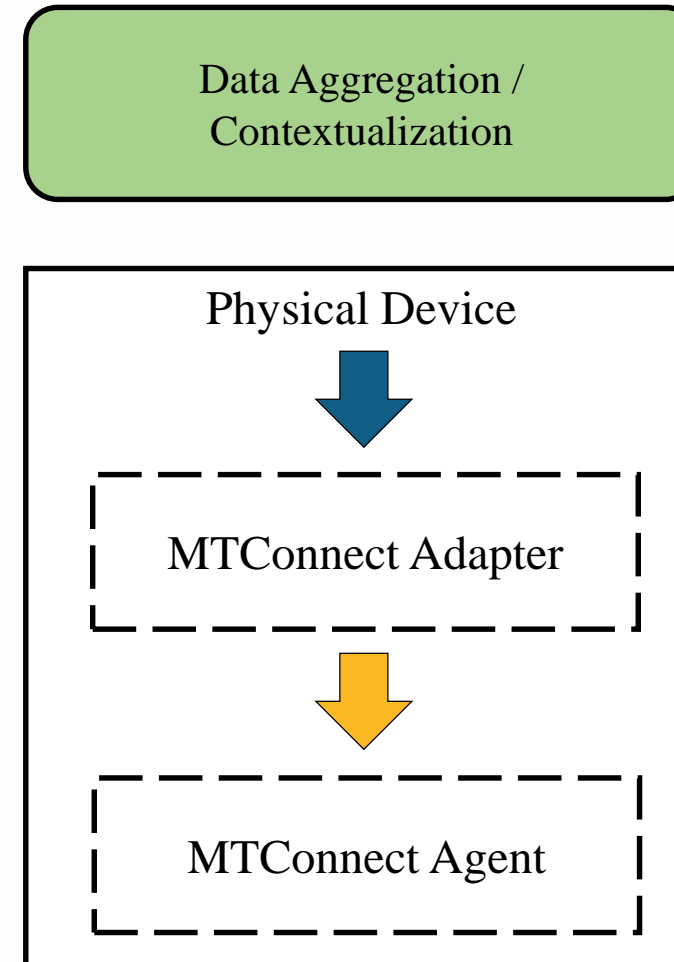 Data Aggregation /
Contextualization
Physical Device
MTConnect Adapter
MTConnect Agent